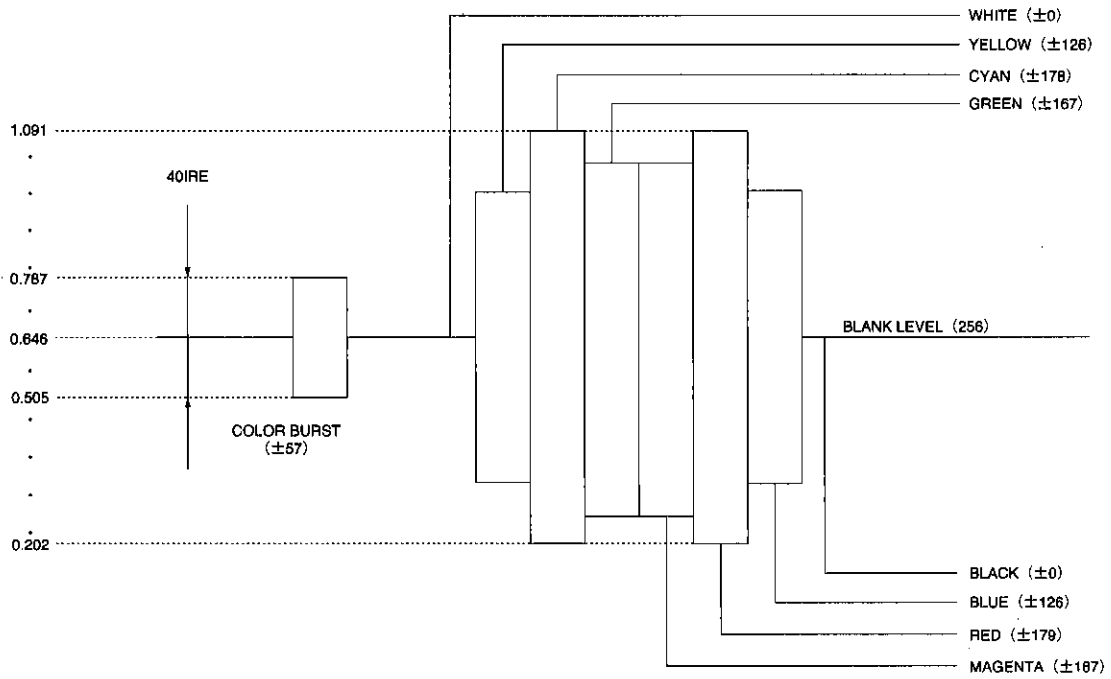 WHITE (±0)
YELLOW (±126)
CYAN (±178)
GREEN (±167)
1.091
40IRE
0.787
0.646
BLANK LEVEL (256)
0.505
COLOR BURST
(±57)
0.202
BLACK (±0)
BLUE (±126)
RED (±179)
MAGENTA (±167)